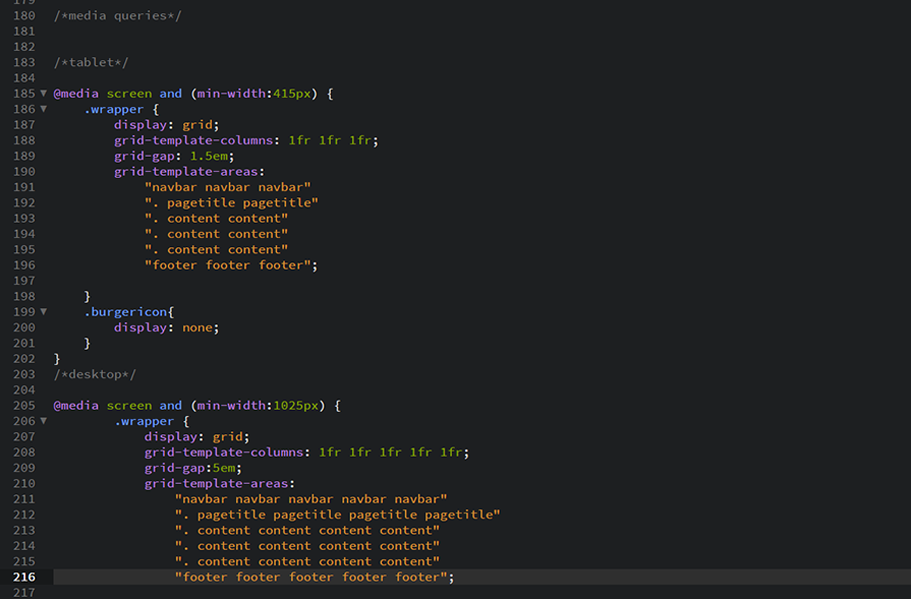 179
180 /*media queries*/
181
182
183 /*tablet*/
184
185 @media screen and (min-width:415px) {
186     .wrapper {
187         display: grid;
188         grid-template-columns: 1fr 1fr 1fr;
189         grid-gap: 1.5em;
190         grid-template-areas:
191             "navbar navbar navbar"
192             ". pagetitle pagetitle"
193             ". content content"
194             ". content content"
195             ". content content"
196             "footer footer footer";
197
198     }
199     .burgericon{
200         display: none;
201     }
202 }
203 /*desktop*/
204
205 @media screen and (min-width:1025px) {
206         .wrapper {
207             display: grid;
208             grid-template-columns: 1fr 1fr 1fr 1fr 1fr;
209             grid-gap:5em;
210             grid-template-areas:
211                 "navbar navbar navbar navbar navbar"
212                 ". pagetitle pagetitle pagetitle pagetitle"
213                 ". content content content content"
214                 ". content content content content"
215                 ". content content content content"
216                 "footer footer footer footer footer";
217